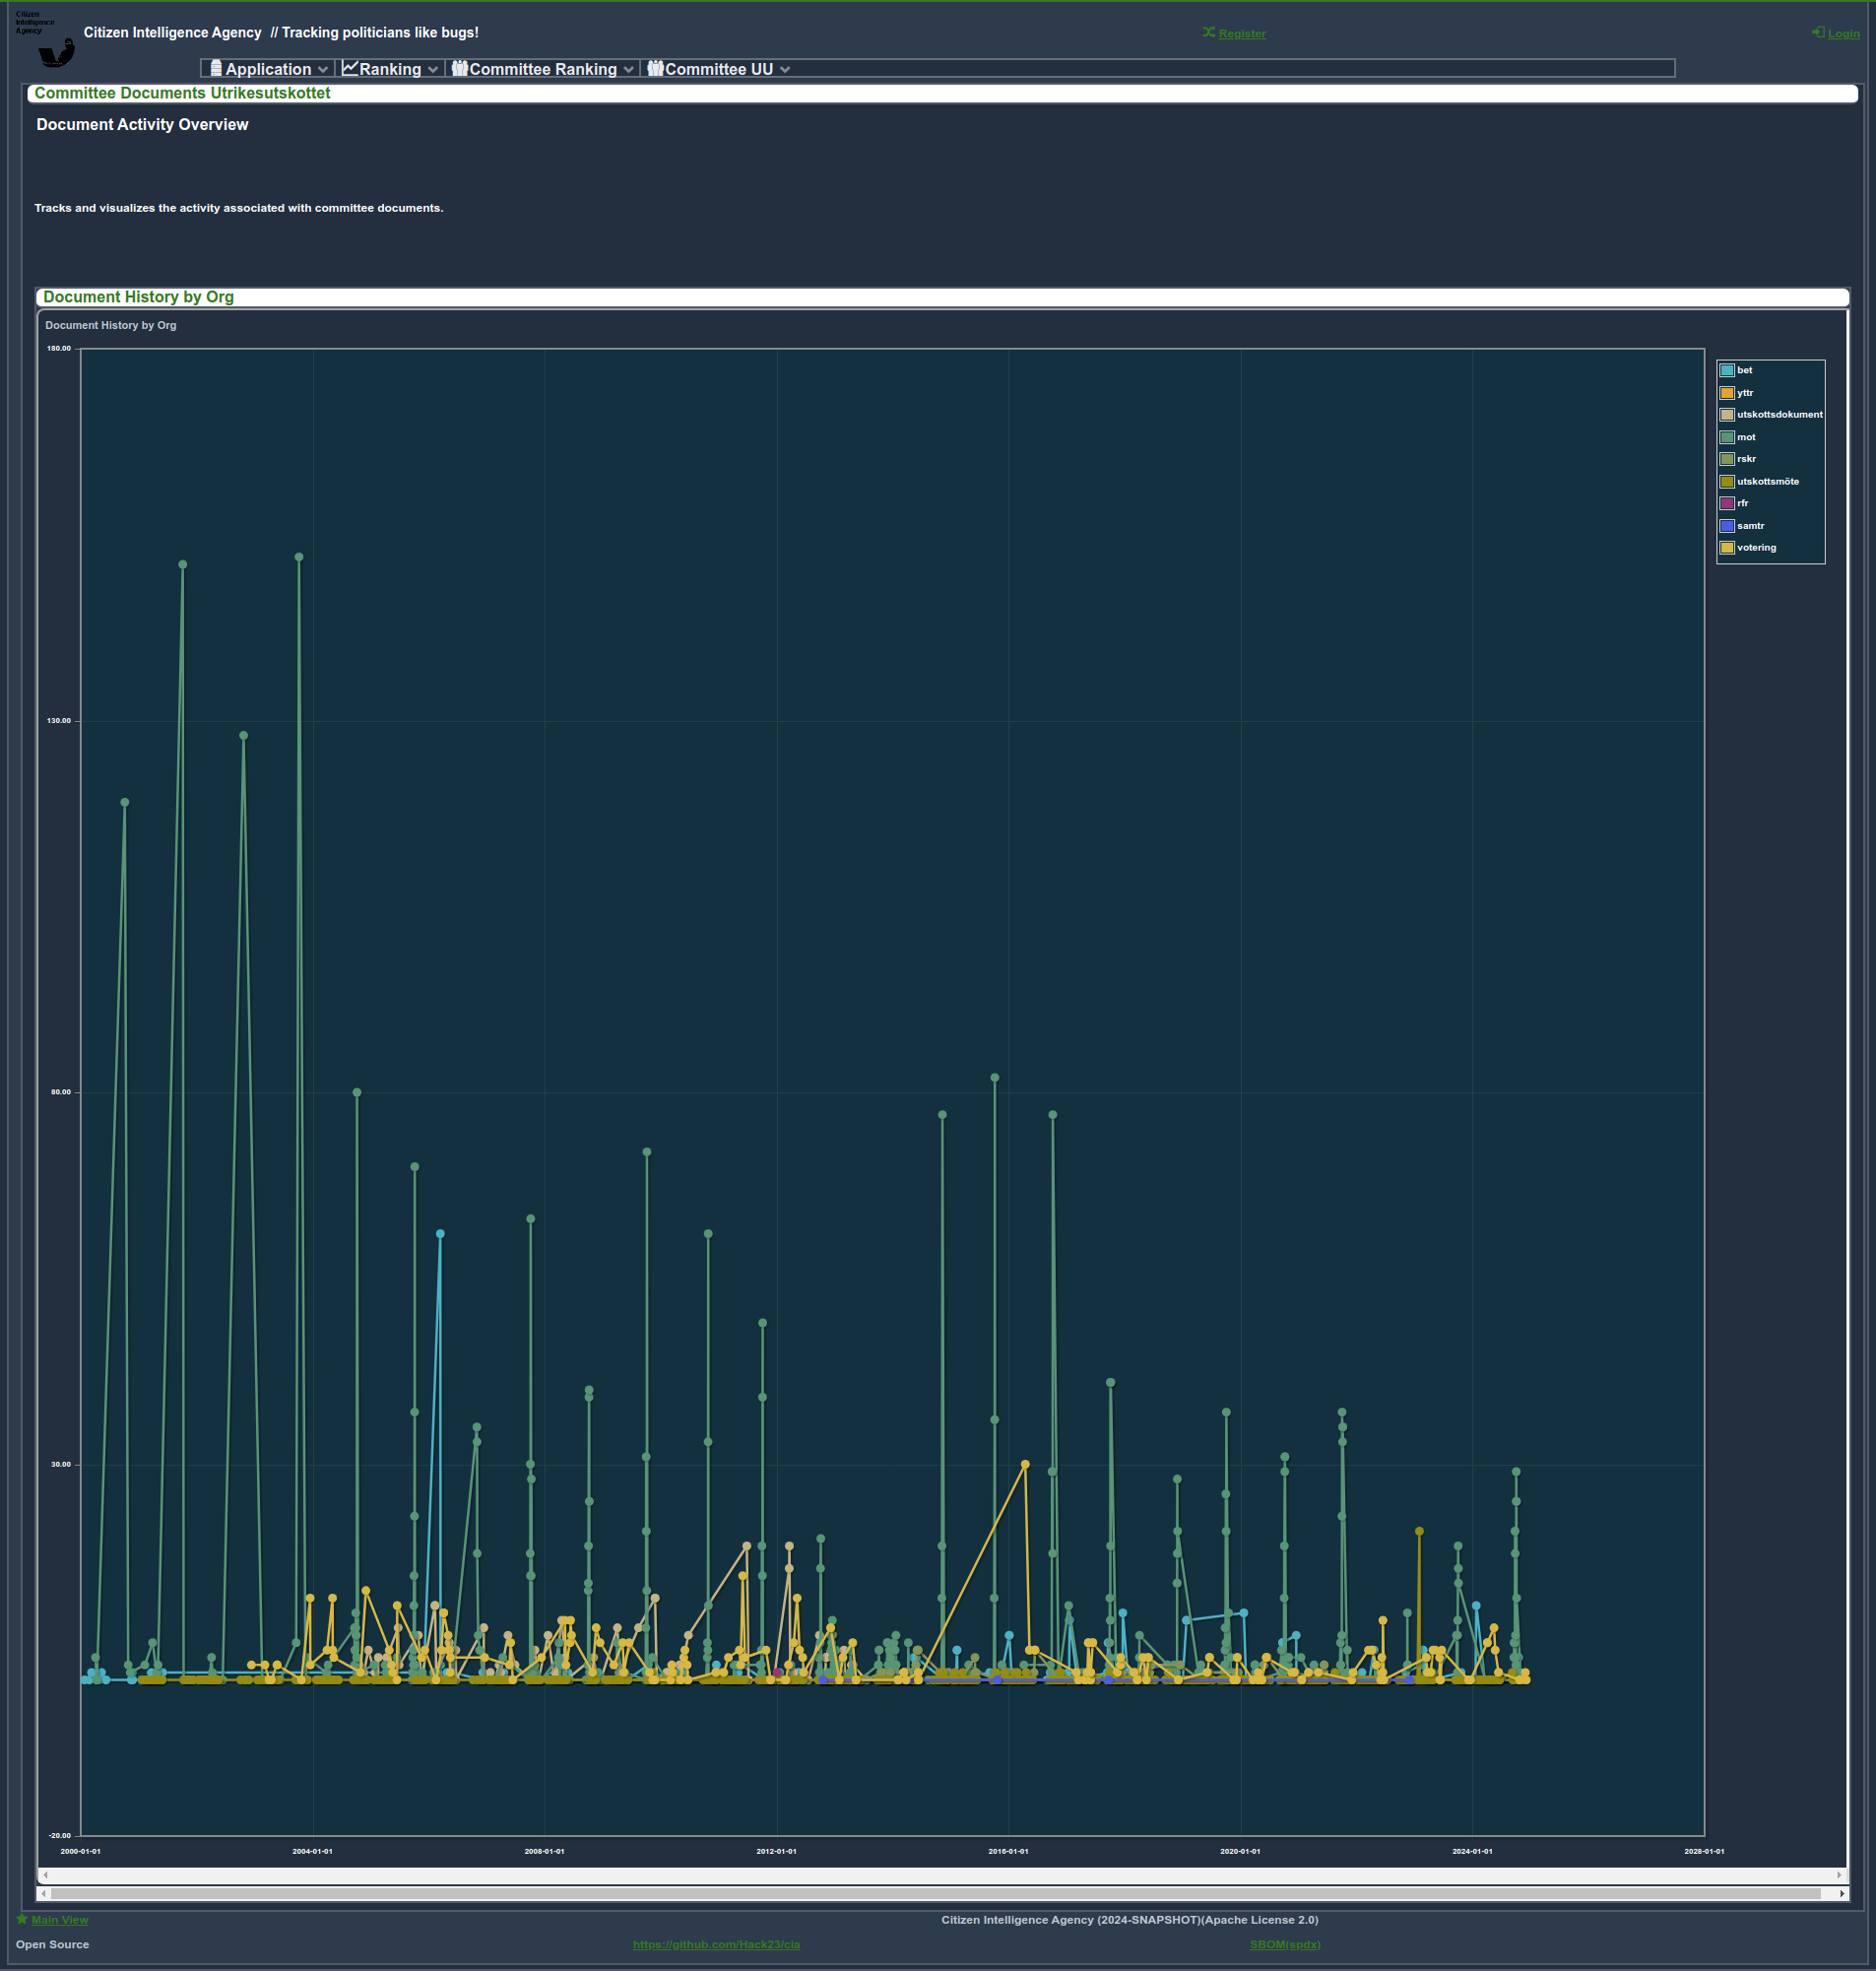 Citizen
Intelligence
Agency
Citizen Intelligence Agency // Tracking politicians like bugs!
Register
Login
Application
Ranking
Committee Ranking
Committee UU
Committee Documents Utrikesutskottet
Document Activity Overview
Tracks and visualizes the activity associated with committee documents.
Document History by Org
Document History by Org
180.00
130.00
80.00
30.00
-20.00
bet
yttr
utskottsdokument
mot
rskr
utskottsmöte
rfr
samtr
votering
2000-01-01
2004-01-01
2008-01-01
2012-01-01
2016-01-01
2020-01-01
2024-01-01
2028-01-01
Main View
Citizen Intelligence Agency (2024-SNAPSHOT)(Apache License 2.0)
Open Source
https://github.com/Hack23/cia
SBOM(spdx)